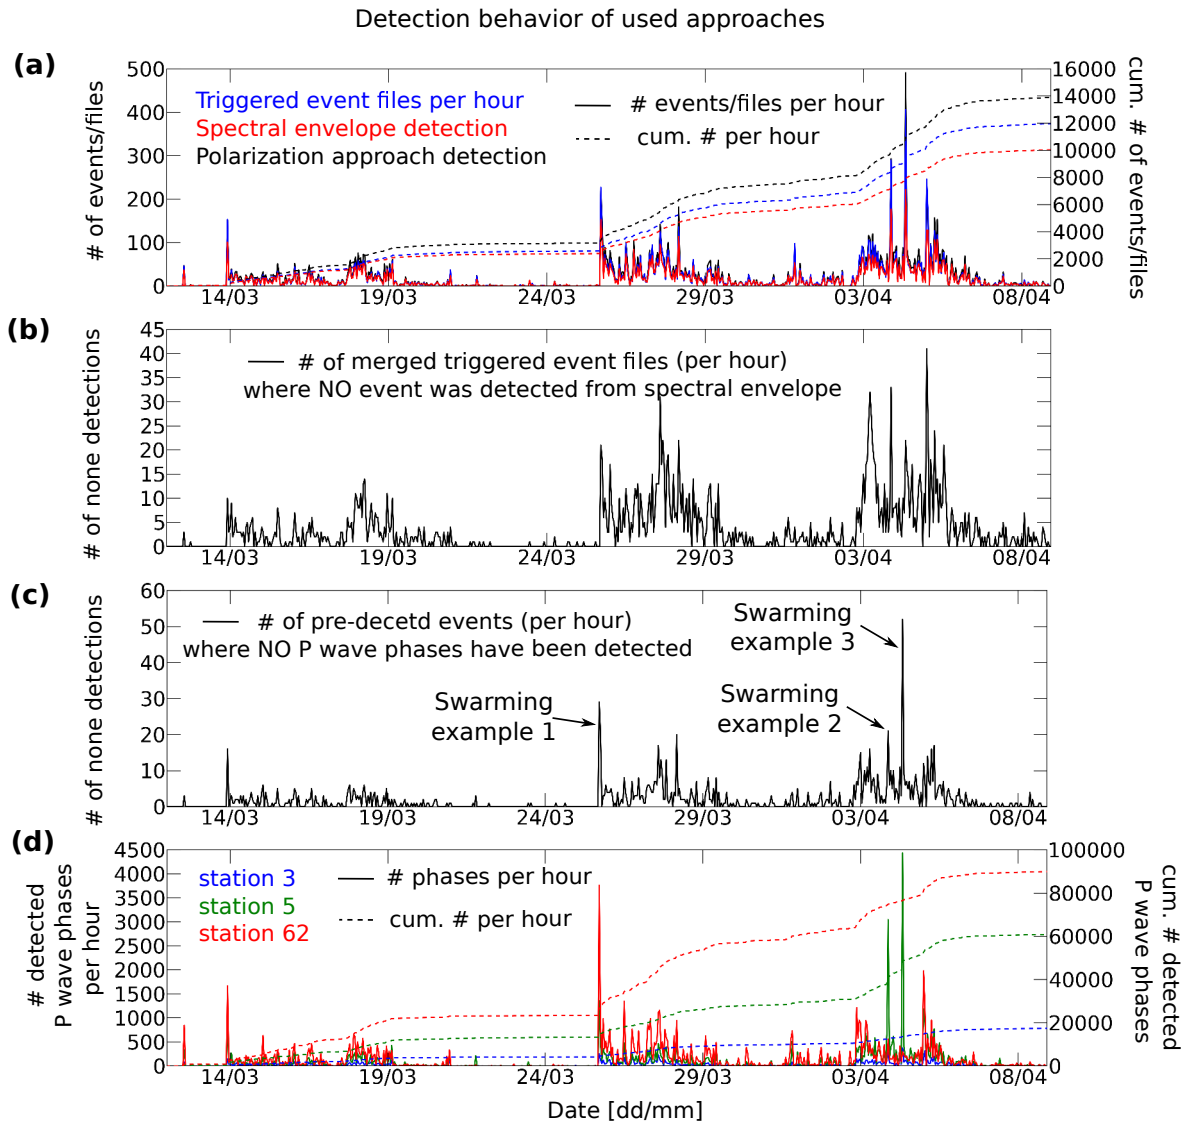 Detection behavior of used approaches
(a)
# of events/files
500
400
300
200
100
0
Triggered event files per hour
Spectral envelope detection
Polarization approach detection
# events/files per hour
cum. # per hour
16000
14000
12000
10000
8000
6000
4000
2000
0
cum. # of events/files
14/03
19/03
24/03
29/03
03/04
08/04
(b)
# of none detections
45
40
35
30
25
20
15
10
5
0
# of merged triggered event files (per hour)
where NO event was detected from spectral envelope
14/03
19/03
24/03
29/03
03/04
08/04
(c)
# of none detections
60
50
40
30
20
10
0
# of pre-decetd events (per hour)
where NO P wave phases have been detected
Swarming
example 1
Swarming
example 2
Swarming
example 3
14/03
19/03
24/03
29/03
03/04
08/04
(d)
# detected
P wave phases
per hour
4500
4000
3500
3000
2500
2000
1500
1000
500
0
station 3
station 5
station 62
# phases per hour
cum. # per hour
100000
80000
60000
40000
20000
0
cum. # detected
P wave phases
14/03
19/03
24/03
29/03
03/04
08/04
Date [dd/mm]